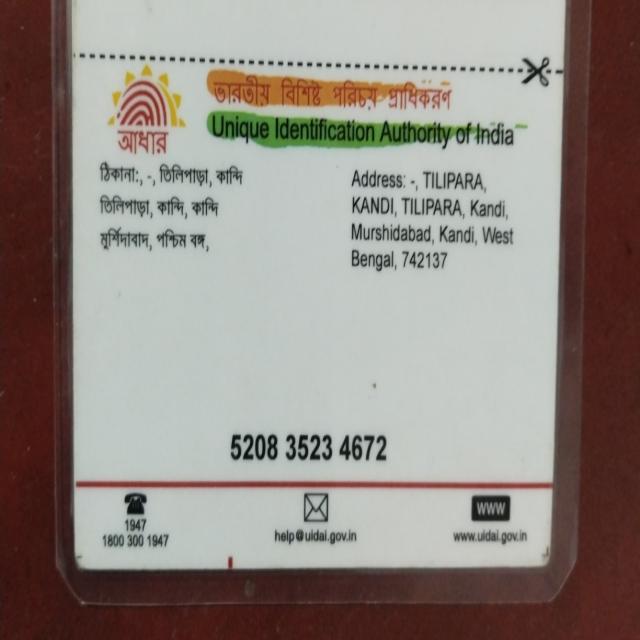 ভারতীয় বিশিষ্ট পরিচয় প্রাধিকরণ
Unique Identification Authority of India
আধার
ঠিকানা:, -, তিলিপাড়া, কান্দি
তিলিপাড়া, কান্দি, কান্দি
মুর্শিদাবাদ, পশ্চিম বঙ্গ,
Address: -, TILIPARA,
KANDI, TILIPARA, Kandi,
Murshidabad, Kandi, West
Bengal, 742137
5208 3523 4672
1947
1800 300 1947
help@uidai.gov.in
WWW
www.uidai.gov.in